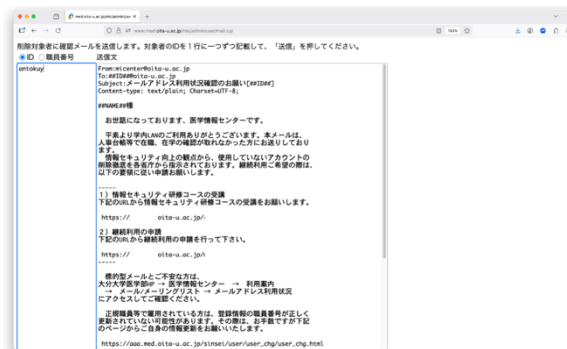 med.oita-u.ac.jp/mic/admin/usc
www.med.oita-u.ac.jp/mic/admin/usc/mail.cgi
100%
削除対象者に確認メールを送信します。対象者のIDを1行に一つずつ記載して、「送信」を押してください。
ID 職員番号 送信文
antokuy
From:micenter@oita-u.ac.jp
To:##ID##@oita-u.ac.jp
Subject:メールアドレス利用状況確認のお願い[##ID##]
Content-type: text/plain; Charset=UTF-8;
##NAME##様
お世話になっております、医学情報センターです。
平素より学内LANのご利用ありがとうございます。本メールは、
人事台帳等で在職、在学の確認が取れなかった方にお送りしており
ます。
情報セキュリティ向上の観点から、使用していないアカウントの
削除徹底を各省庁から指示されております。継続利用ご希望の際は、
以下の要領に従い申請お願いします。
-----
1）情報セキュリティ研修コースの受講
下記のURLから情報セキュリティ研修コースの受講をお願いします。
https:// oita-u.ac.jp/
2）継続利用の申請
下記のURLから継続利用の申請を行って下さい。
https:// oita-u.ac.jp/
-----
標的型メールとご不安な方は、
大分大学医学部HP → 医学情報センター → 利用案内
→ メール/メーリングリスト → メールアドレス利用状況
にアクセスしてご確認ください。
正規職員等で雇用されている方は、登録情報の職員番号が正しく
更新されていない可能性があります。その際は、お手数ですが下記
のページからご自身の情報更新をお願いいたします。
https://aaa.med.oita-u.ac.jp/sinsei/user/user_chg/user_chg.html